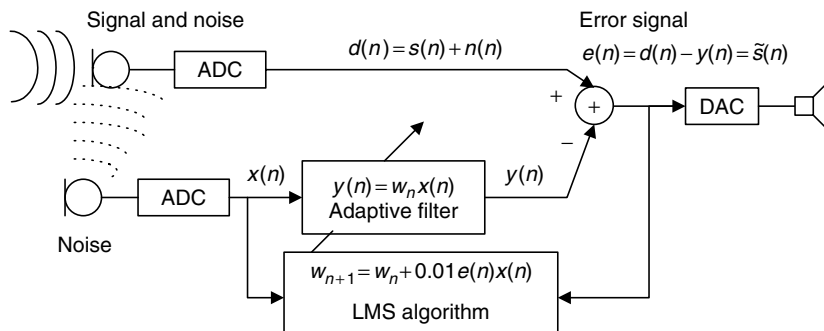 Signal and noise
Error signal
d(n) = s(n) + n(n)
e(n) = d(n) − y(n) = s̃(n)
ADC
+
+
DAC
−
x(n)
y(n)
ADC
y(n) = wₙx(n)
Adaptive filter
Noise
wₙ₊₁ = wₙ + 0.01e(n)x(n)
LMS algorithm